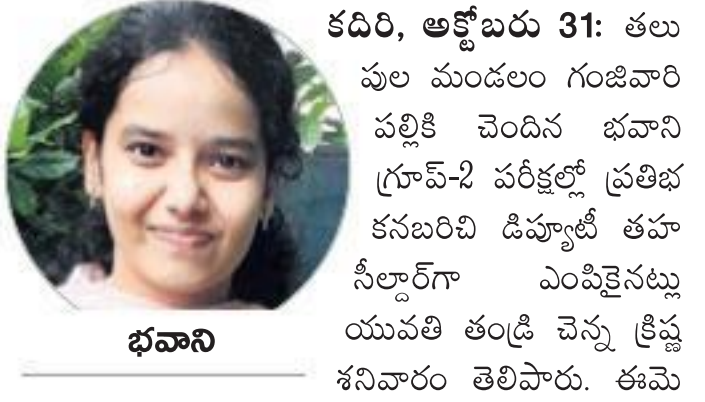 కదిరి, అక్టోబరు 31: తలు
పుల మండలం గంజివారి
పల్లికి చెందిన భవాని
గ్రూప్-2 పరీక్షల్లో ప్రతిభ
కనబరిచి డిప్యూటీ తహ
సీల్దార్‌గా ఎంపికైనట్లు
యువతి తండ్రి చెన్న క్రిష్ణ
శనివారం తెలిపారు. ఈమె
భవాని